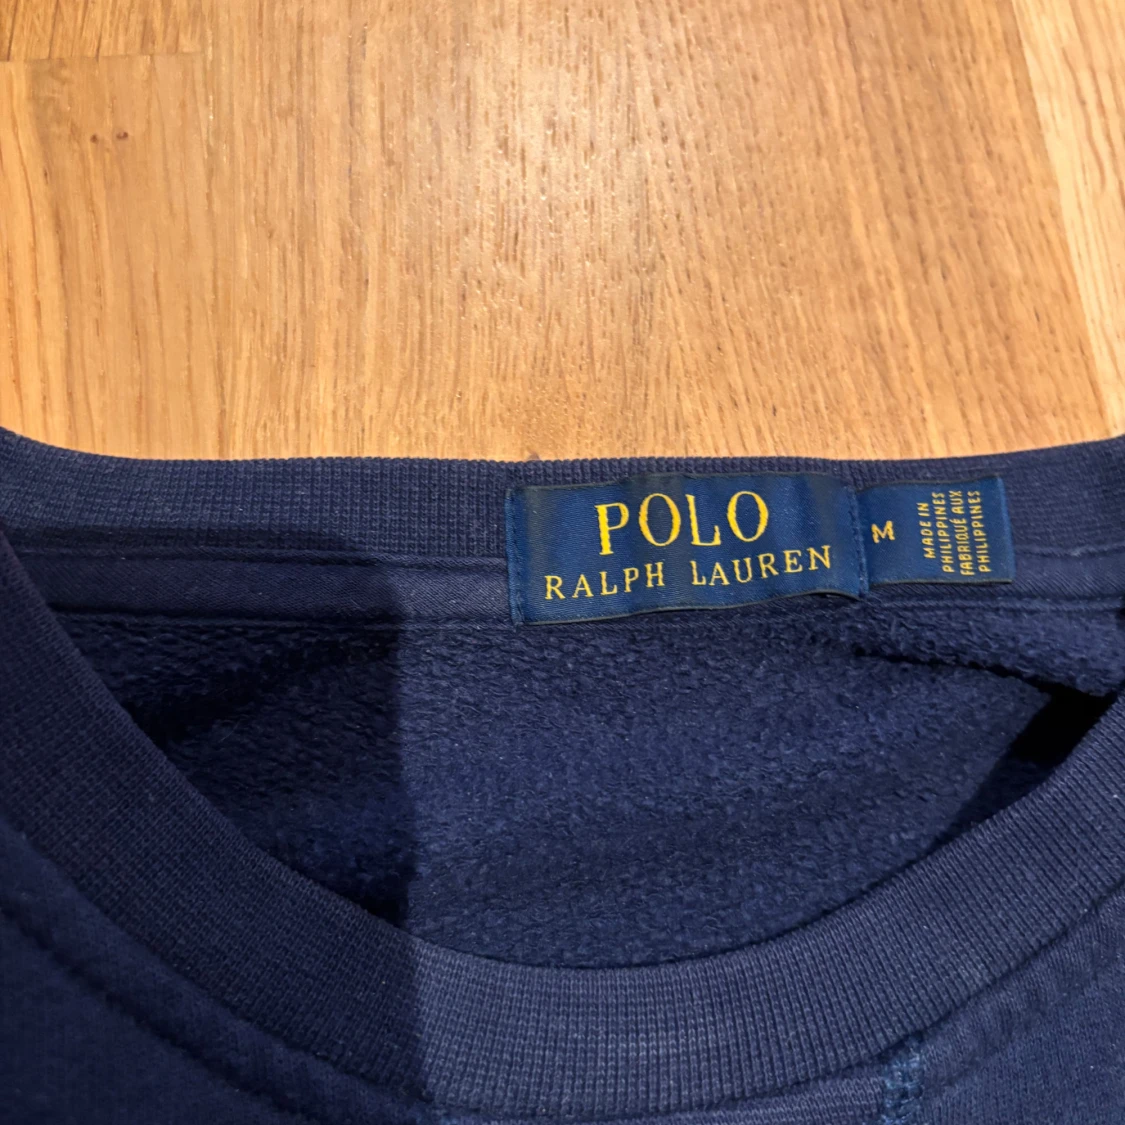 POLO
RALPH LAUREN
M
MADE IN
PHILIPPINES
FABRIQUÉ AUX
PHILIPPINES